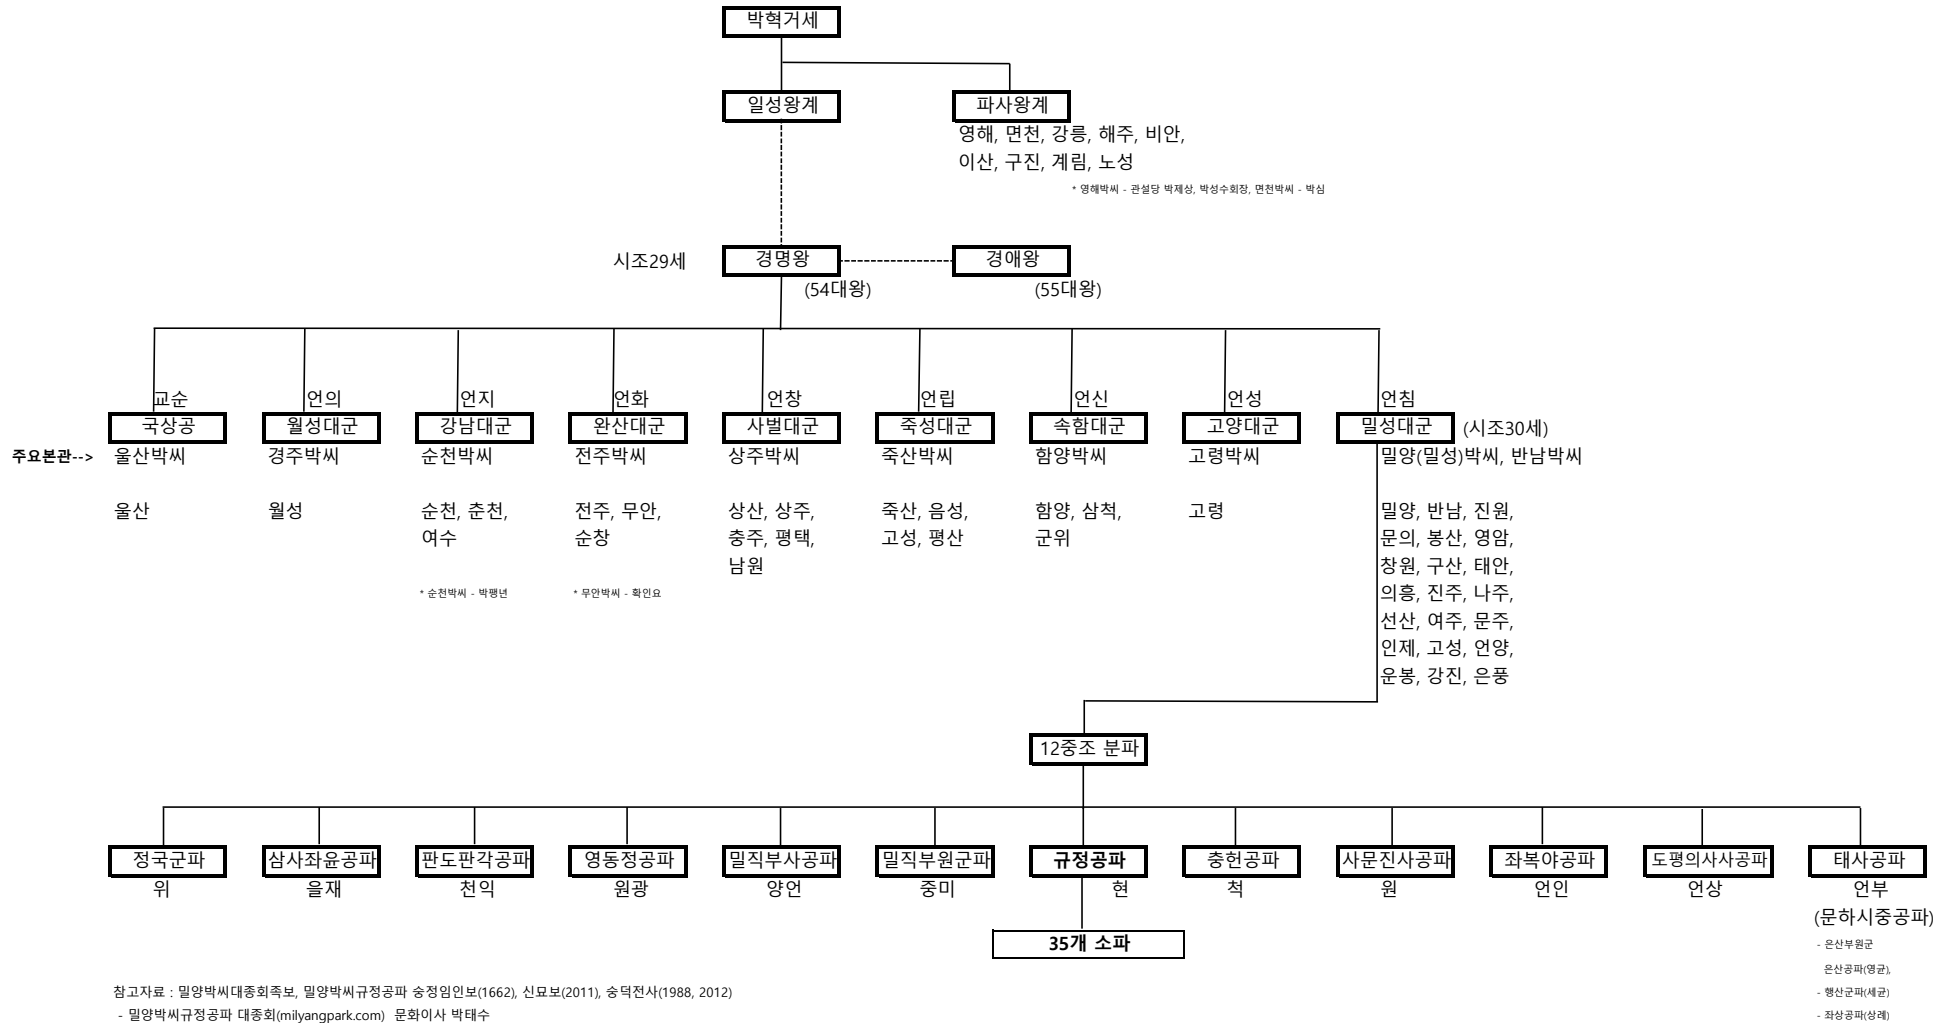 박혁거세
일성왕계 파사왕계
영해, 면천, 강릉, 해주, 비안,
이산, 구진, 계림, 노성
* 영해박씨 - 관설당 박제상, 박성수회장, 면천박씨 - 박심
시조29세 경명왕 경애왕
(54대왕) (55대왕)
교순 언의 언지 언화 언창 언립 언신 언성 언침
국상공 월성대군 강남대군 완산대군 사벌대군 죽성대군 속함대군 고양대군 밀성대군 (시조30세)
주요본관--> 울산박씨 경주박씨 순천박씨 전주박씨 상주박씨 죽산박씨 함양박씨 고령박씨 밀양(밀성)박씨, 반남박씨
울산 월성 순천, 춘천, 전주, 무안, 상산, 상주, 죽산, 음성, 함양, 삼척, 고령 밀양, 반남, 진원,
여수 순창 충주, 평택, 고성, 평산 군위 문의, 봉산, 영암,
남원 창원, 구산, 태안,
* 순천박씨 - 박팽년 * 무안박씨 - 확인요 의흥, 진주, 나주,
선산, 여주, 문주,
인제, 고성, 언양,
운봉, 강진, 은풍
12중조 분파
정국군파 삼사좌윤공파 판도판각공파 영동정공파 밀직부사공파 밀직부원군파 규정공파 충헌공파 사문진사공파 좌복야공파 도평의사사공파 태사공파
위 을재 천익 원광 양언 중미 현 척 원 언인 언상 언부
(문하시중공파)
35개 소파
- 은산부원군
은산공파(영균),
- 행산군파(세균)
- 좌상공파(상례)
참고자료 : 밀양박씨대종회족보, 밀양박씨규정공파 숭정임인보(1662), 신묘보(2011), 숭덕전사(1988, 2012)
- 밀양박씨규정공파 대종회(milyangpark.com) 문화이사 박태수